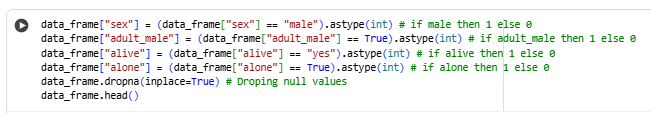 data_frame["sex"] = (data_frame["sex"] == "male").astype(int) # if male then 1 else 0
data_frame["adult_male"] = (data_frame["adult_male"] == True).astype(int) # if adult_male then 1 else 0
data_frame["alive"] = (data_frame["alive"] == "yes").astype(int) # if alive then 1 else 0
data_frame["alone"] = (data_frame["alone"] == True).astype(int) # if alone then 1 else 0
data_frame.dropna(inplace=True) # Droping null values
data_frame.head()